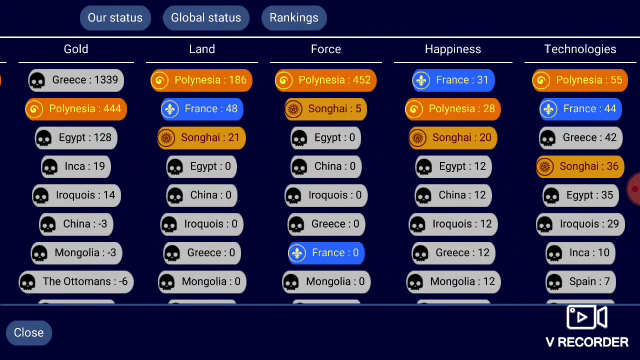 Our status Global status Rankings
Gold Land Force Happiness Technologies
Greece : 1339 Polynesia : 186 Polynesia : 452 France : 31 Polynesia : 55
Polynesia : 444 France : 48 Songhai : 5 Polynesia : 28 France : 44
Egypt : 128 Songhai : 21 Egypt : 0 Songhai : 20 Greece : 42
Inca : 19 Egypt : 0 China : 0 Egypt : 12 Songhai : 36
Iroquois : 14 China : 0 Iroquois : 0 China : 12 Egypt : 35
China : -3 Iroquois : 0 Greece : 0 Iroquois : 12 Iroquois : 29
Mongolia : -3 Greece : 0 France : 0 Greece : 12 Inca : 10
The Ottomans : -6 Mongolia : 0 Mongolia : 0 Mongolia : 12 Spain : 7
Close
V RECORDER